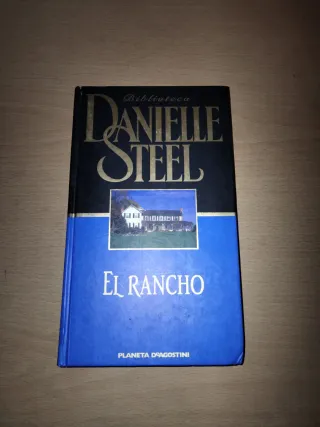 Biblioteca
DANIELLE
STEEL
EL RANCHO
PLANETA DeAGOSTINI